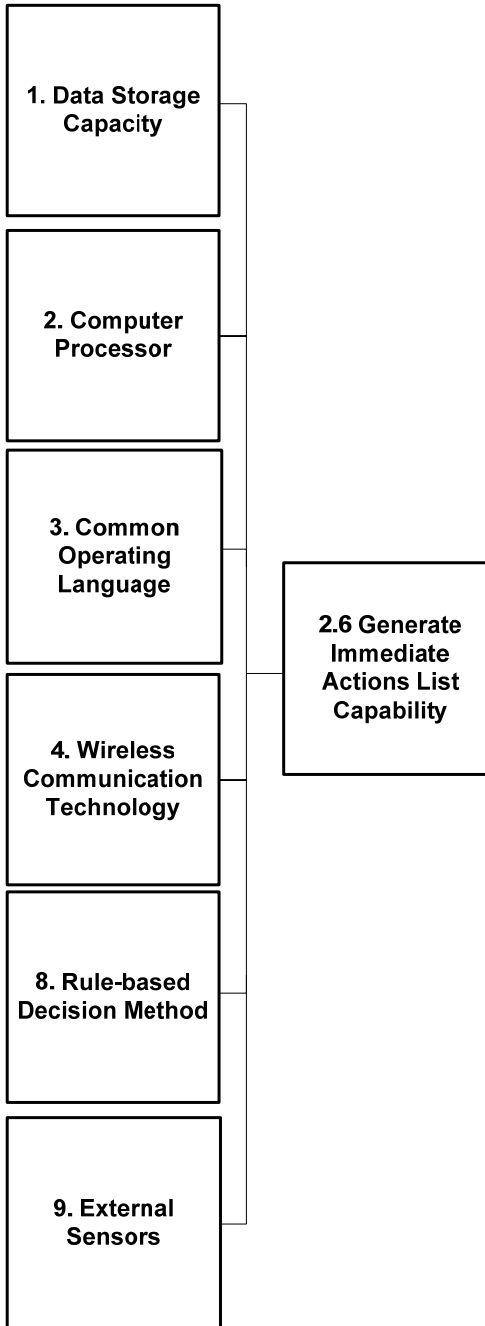 1. Data Storage
Capacity
2. Computer
Processor
3. Common
Operating
Language
2.6 Generate
Immediate
Actions List
Capability
4. Wireless
Communication
Technology
8. Rule-based
Decision Method
9. External
Sensors